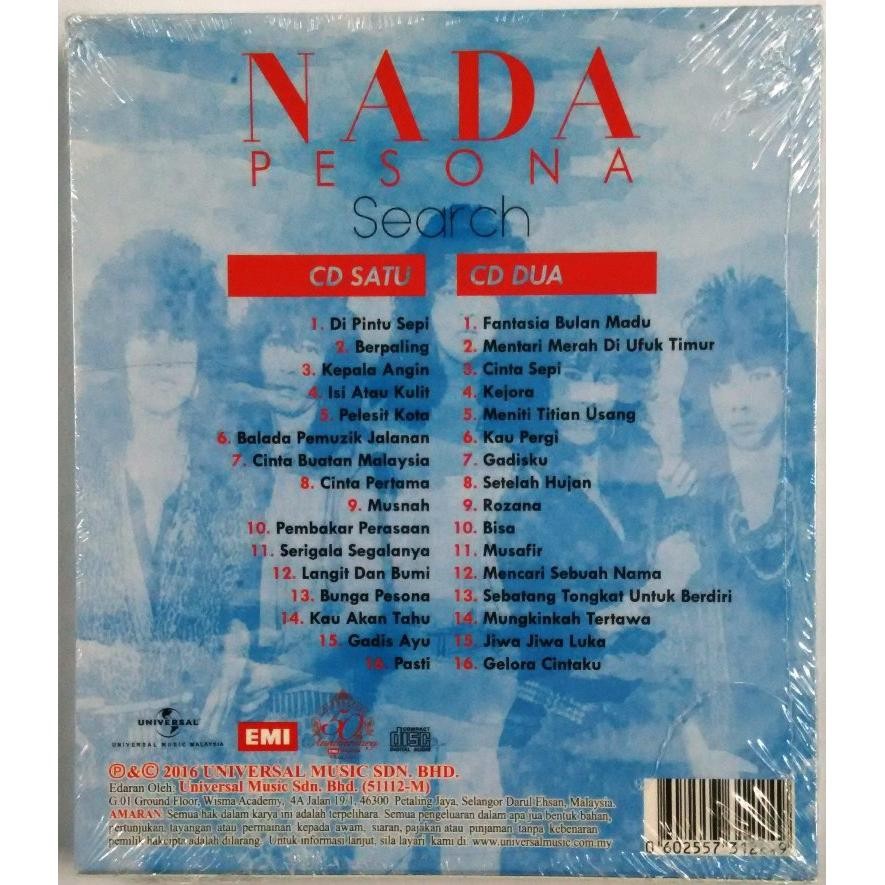 NADA
PESONA
Search
CD SATU
1. Di Pintu Sepi
2. Berpaling
3. Kepala Angin
4. Isi Atau Kulit
5. Pelesit Kota
6. Balada Pemuzik Jalanan
7. Cinta Buatan Malaysia
8. Cinta Pertama
9. Musnah
10. Pembakar Perasaan
11. Serigala Segalanya
12. Langit Dan Bumi
13. Bunga Pesona
14. Kau Akan Tahu
15. Gadis Ayu
16. Pasti
CD DUA
1. Fantasia Bulan Madu
2. Mentari Merah Di Ufuk Timur
3. Cinta Sepi
4. Kejora
5. Meniti Titian Usang
6. Kau Pergi
7. Gadisku
8. Setelah Hujan
9. Rozana
10. Bisa
11. Musafir
12. Mencari Sebuah Nama
13. Sebatang Tongkat Untuk Berdiri
14. Mungkinkah Tertawa
15. Jiwa Jiwa Luka
16. Gelora Cintaku
UNIVERSAL
UNIVERSAL MUSIC MALAYSIA
EMI
50
Anniversary
COMPACT
disc
DIGITAL AUDIO
℗&© 2016 UNIVERSAL MUSIC SDN. BHD.
Edaran Oleh: Universal Music Sdn. Bhd. (51112-M)
G.01 Ground Floor, Wisma Academy, 4A Jalan 19/1, 46300 Petaling Jaya, Selangor Darul Ehsan, Malaysia.
AMARAN: Semua hak dalam karya ini adalah terpelihara. Semua pengeluaran dalam apa jua bentuk bahan,
pertunjukan, tayangan atau permainan kepada awam, siaran, pajakan atau pinjaman tanpa kebenaran
pemilik hakcipta adalah dilarang. Untuk informasi lanjut, sila layari kami di www.universalmusic.com.my
0 602557